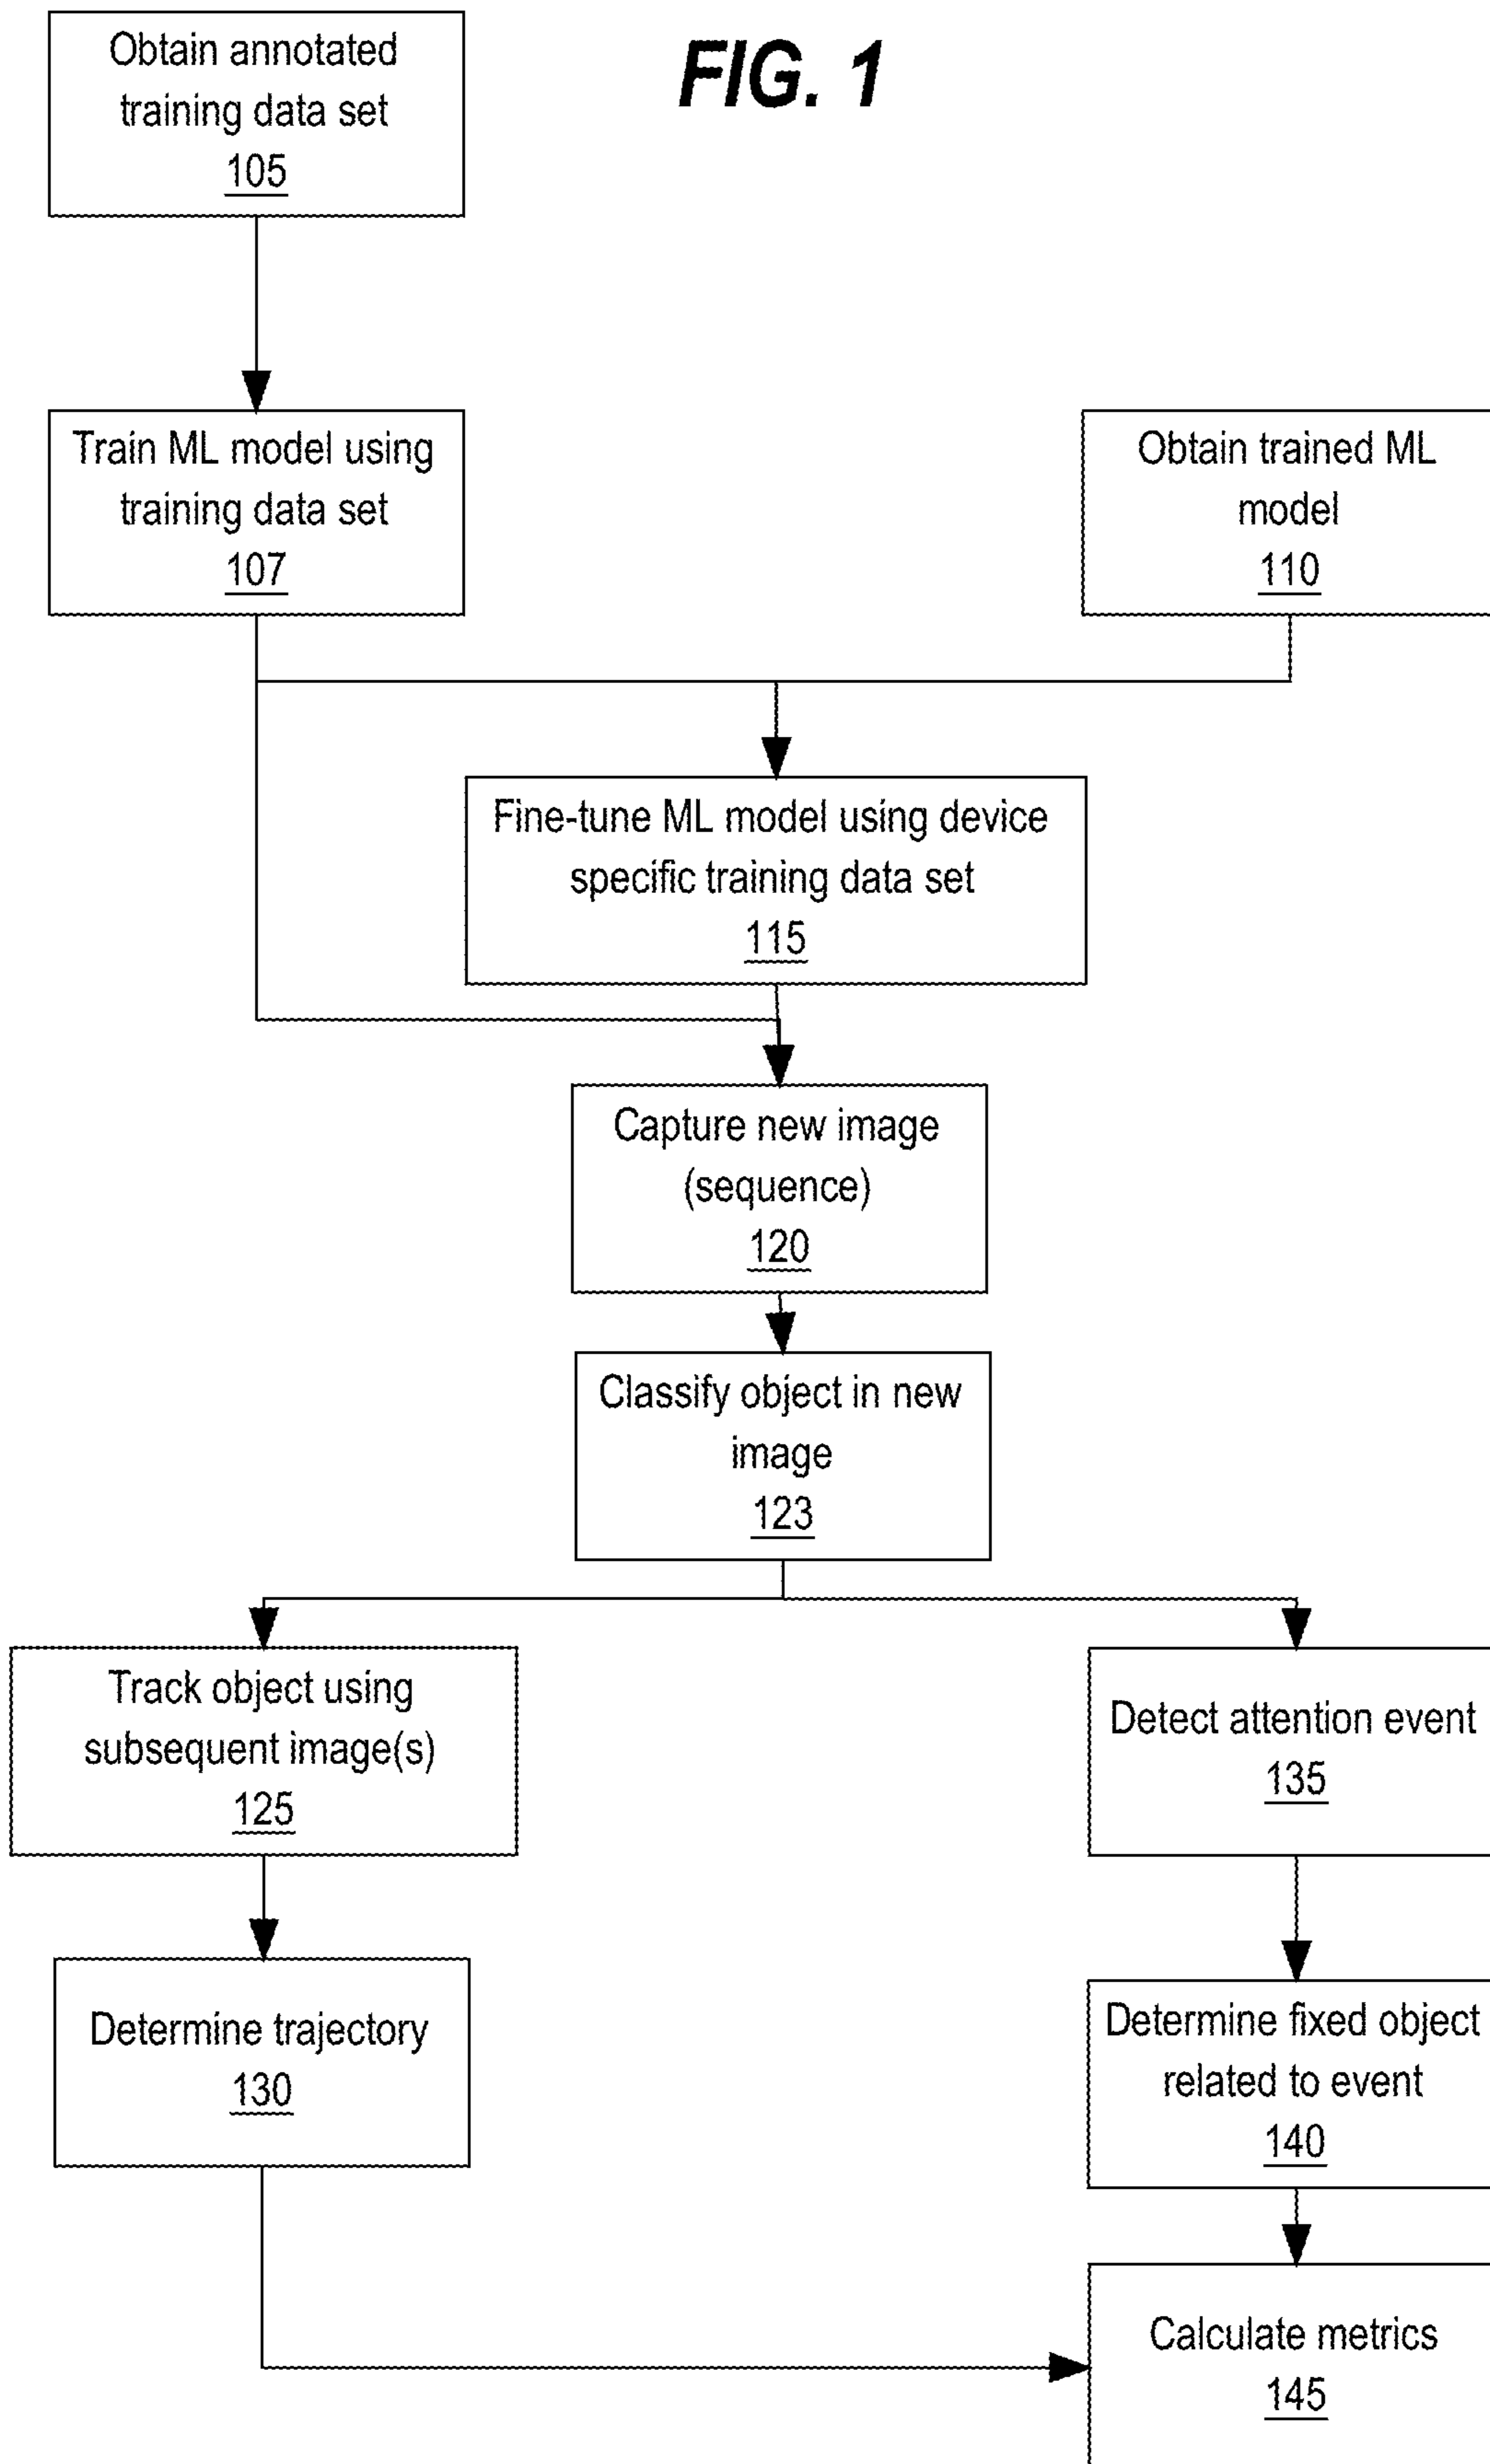 Obtain annotated
training data set
105
FIG. 1
Train ML model using
training data set
107
Obtain trained ML
model
110
Fine-tune ML model using device
specific training data set
115
Capture new image
(sequence)
120
Classify object in new
image
123
Track object using
subsequent image(s)
125
Detect attention event
135
Determine trajectory
130
Determine fixed object
related to event
140
Calculate metrics
145